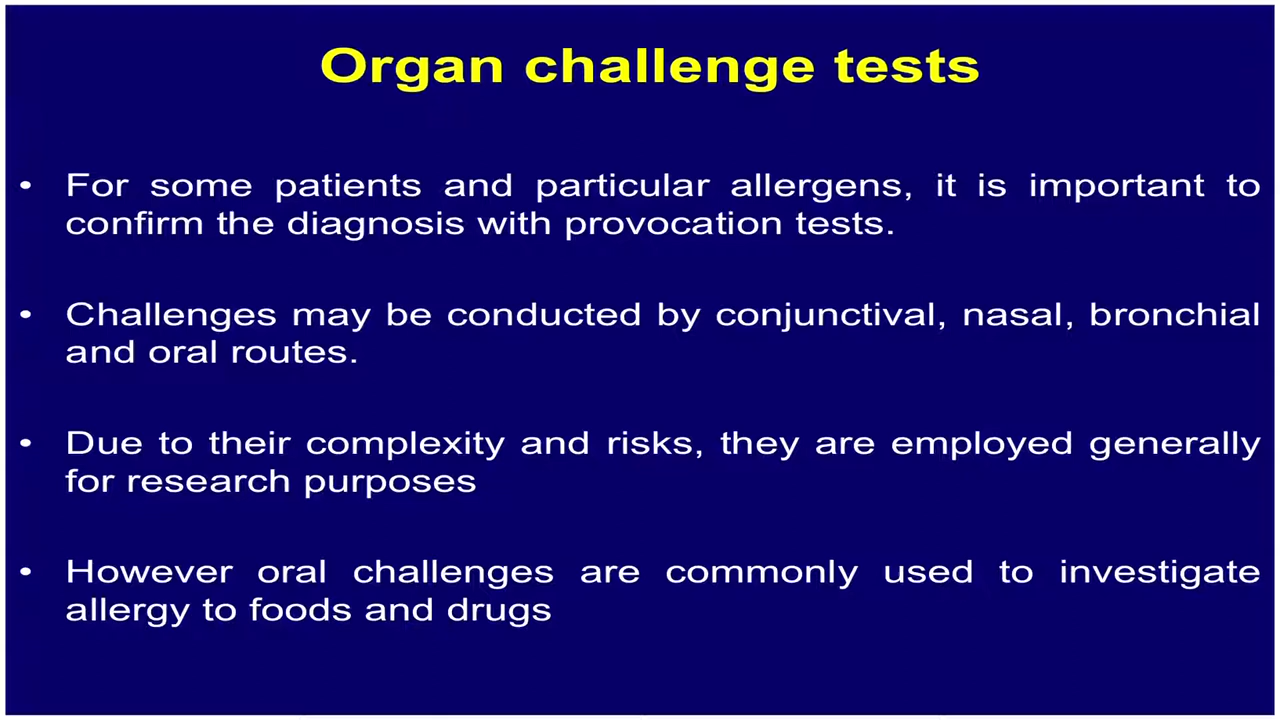 Organ challenge tests
• For some patients and particular allergens, it is important to
confirm the diagnosis with provocation tests.
• Challenges may be conducted by conjunctival, nasal, bronchial
and oral routes.
• Due to their complexity and risks, they are employed generally
for research purposes
• However oral challenges are commonly used to investigate
allergy to foods and drugs